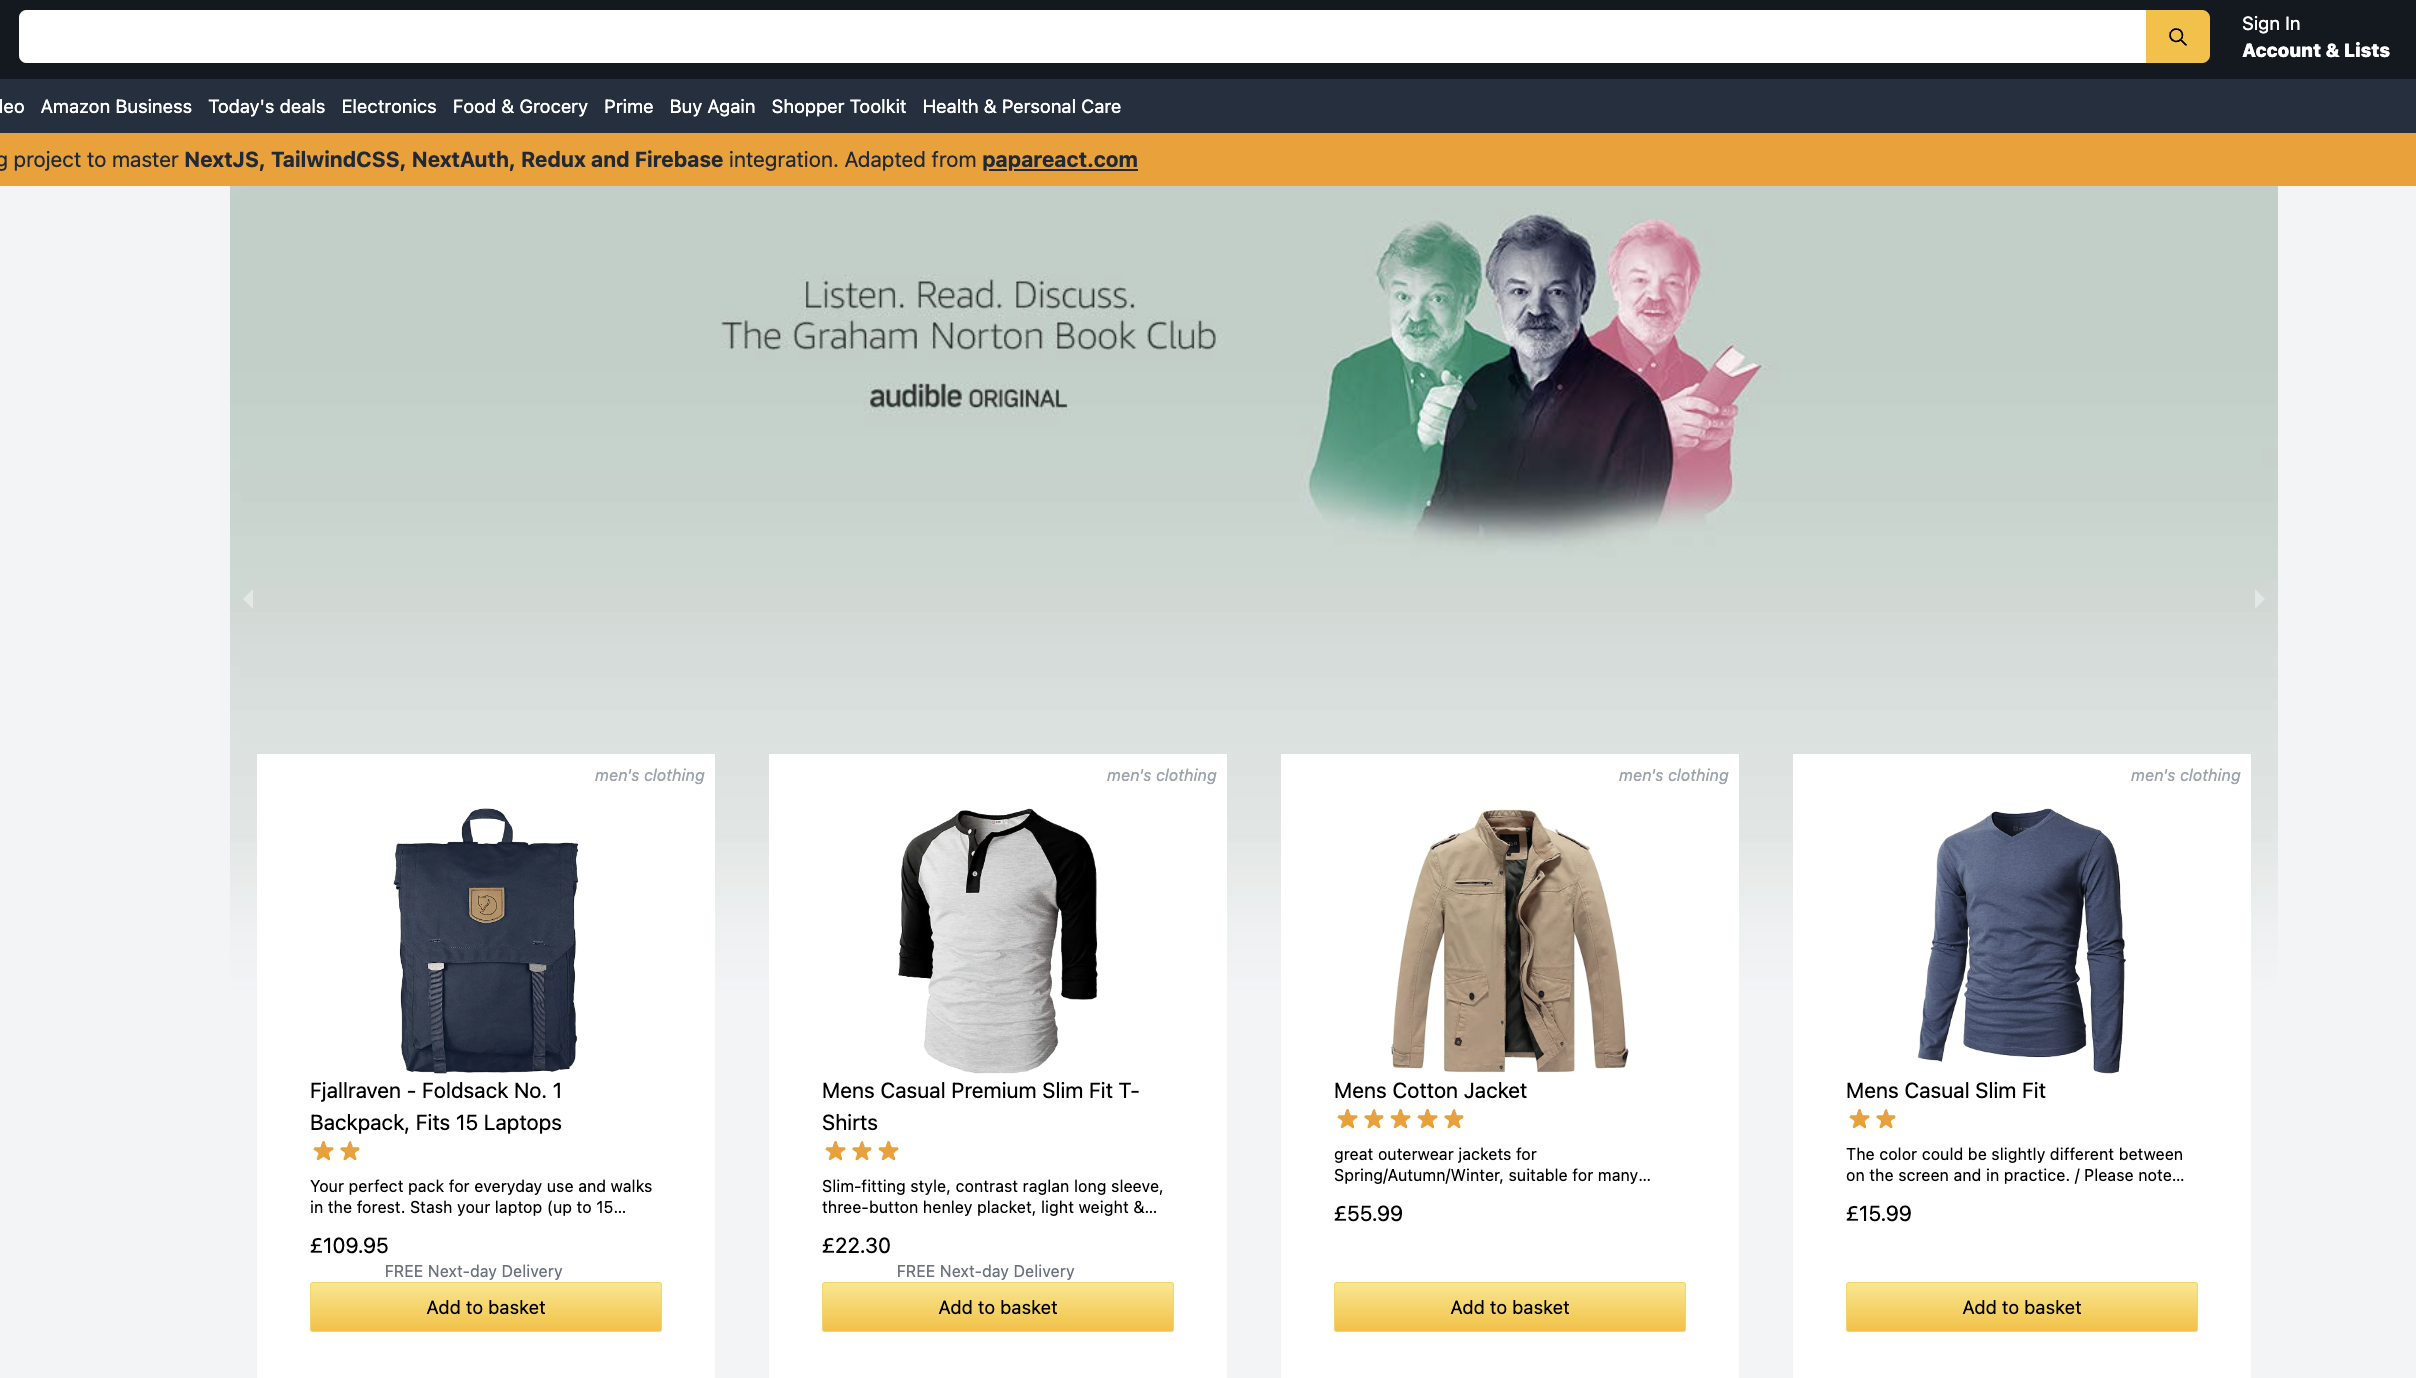 Sign In
Account & Lists
leo Amazon Business Today's deals Electronics Food & Grocery Prime Buy Again Shopper Toolkit Health & Personal Care
g project to master NextJS, TailwindCSS, NextAuth, Redux and Firebase integration. Adapted from papareact.com
Listen. Read. Discuss.
The Graham Norton Book Club
audible ORIGINAL
men's clothing
Fjallraven - Foldsack No. 1
Backpack, Fits 15 Laptops
Your perfect pack for everyday use and walks
in the forest. Stash your laptop (up to 15...
£109.95
FREE Next-day Delivery
Add to basket
men's clothing
Mens Casual Premium Slim Fit T-
Shirts
Slim-fitting style, contrast raglan long sleeve,
three-button henley placket, light weight &...
£22.30
FREE Next-day Delivery
Add to basket
men's clothing
Mens Cotton Jacket
great outerwear jackets for
Spring/Autumn/Winter, suitable for many...
£55.99
Add to basket
men's clothing
Mens Casual Slim Fit
The color could be slightly different between
on the screen and in practice. / Please note...
£15.99
Add to basket